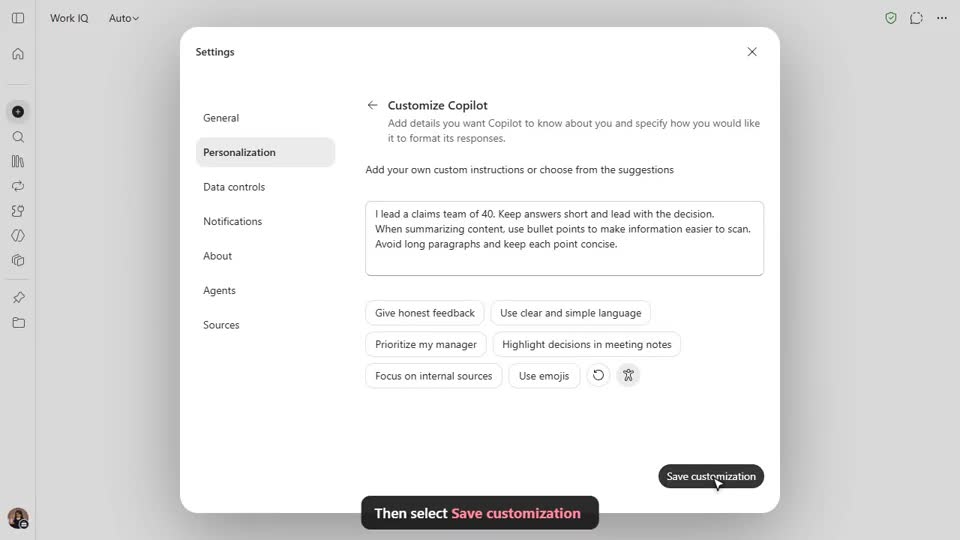 Work IQ Auto
Settings
General
Personalization
Data controls
Notifications
About
Agents
Sources
Customize Copilot
Add details you want Copilot to know about you and specify how you would like
it to format its responses.
Add your own custom instructions or choose from the suggestions
I lead a claims team of 40. Keep answers short and lead with the decision.
When summarizing content, use bullet points to make information easier to scan.
Avoid long paragraphs and keep each point concise.
Give honest feedback Use clear and simple language
Prioritize my manager Highlight decisions in meeting notes
Focus on internal sources Use emojis
Save customization
Then select Save customization